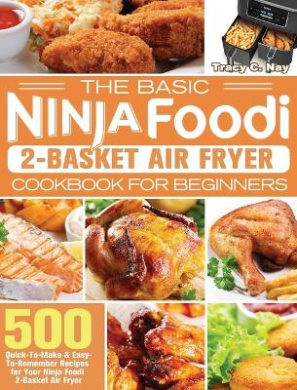 Tracy C. Nay
THE BASIC
NINJA Foodi
2-BASKET AIR FRYER
COOKBOOK FOR BEGINNERS
500
Quick-To-Make & Easy-
To-Remember Recipes
for Your Ninja Foodi
2-Basket Air Fryer